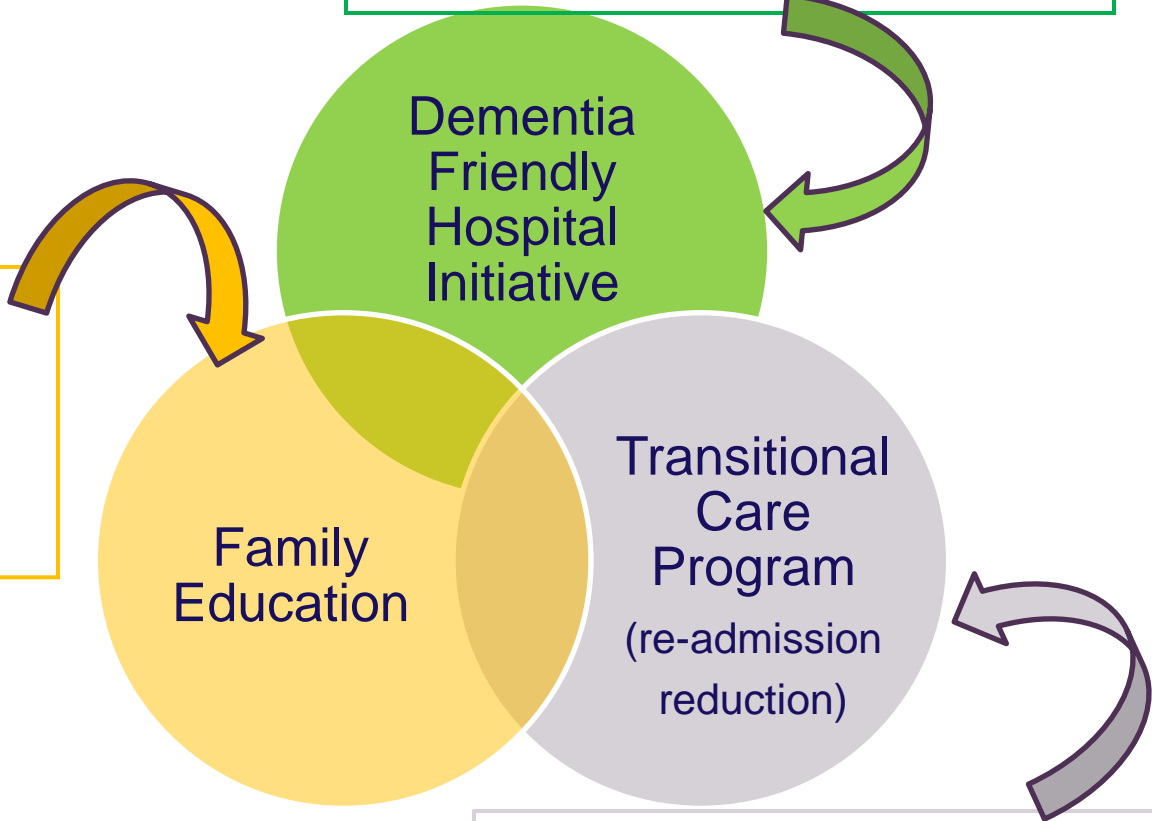 Dementia
Friendly
Hospital
Initiative
Family
Education
Transitional
Care
Program
(re-admission
reduction)